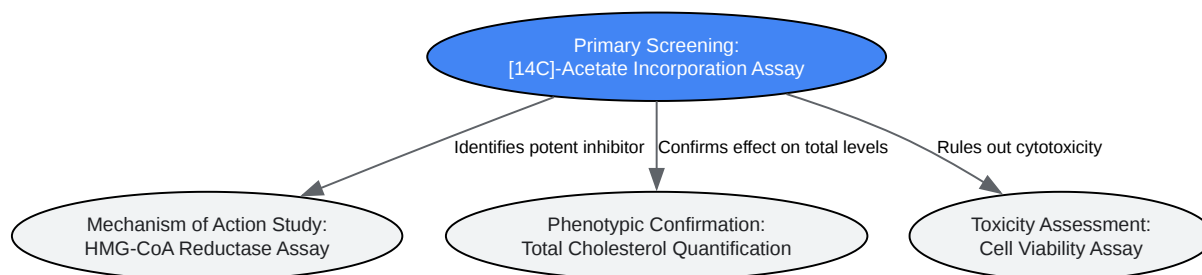 Primary Screening:
[14C]-Acetate Incorporation Assay
Identifies potent inhibitor
Confirms effect on total levels
Rules out cytotoxicity
Mechanism of Action Study:
HMG-CoA Reductase Assay
Phenotypic Confirmation:
Total Cholesterol Quantification
Toxicity Assessment:
Cell Viability Assay